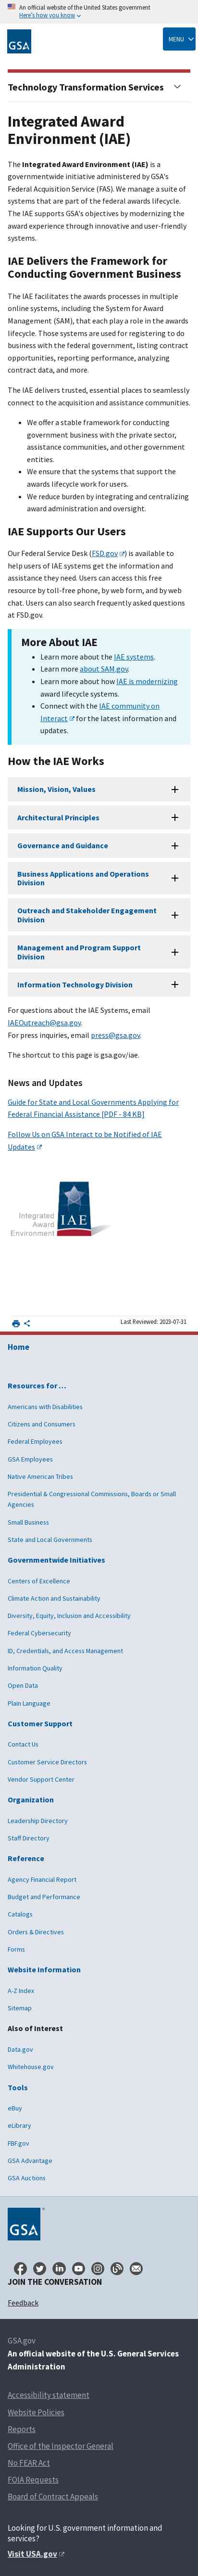 An official website of the United States government
Here's how you know
GSA
MENU
Technology Transformation Services
Integrated Award
Environment (IAE)
The Integrated Award Environment (IAE) is
a governmentwide initiative managed by GSA's
Federal Acquisition Service (FAS). We manage a suite of
systems that are part of the awards federal lifecycle.
The IAE supports GSA's objectives by modernizing the
award environment, reducing burden, and improving
the overall experience for our diverse and inclusive user
systems.
IAE Delivers the Framework for
Conducting Government Business
The IAE facilitates the awards processes in multiple
online systems, including the System for Award
Management (SAM), that each play a role in the awards
lifecycle. Those doing business with the federal
government benefit from entity registration, listing contract
opportunities, reporting performance, analyzing
contract data, and more.
The IAE delivers trusted, essential places to seamlessly
connect to the acquisition and assistance communities.
We offer a stable framework for conducting
government business with the private sector,
assistance communities, and other government
entities.
We ensure that the systems that support the
awards lifecycle work for users.
We reduce burden by integrating and centralizing
award administration and oversight.
IAE Supports Our Users
Our Federal Service Desk (FSD.gov) is available to
help users of IAE systems get the information and
assistance they need. Users can access this free
resource by toll-free phone, by web form, and by web
chat. Users can also consult frequently asked questions
at FSD.gov.
More About IAE
Learn more about the IAE systems.
Learn more about SAM.gov.
Learn more about how IAE is modernizing
award lifecycle systems.
Connect with the IAE community on
Interact for the latest information and
updates.
How the IAE Works
Mission, Vision, Values
Architectural Principles
Governance and Guidance
Business Applications and Operations
Division
Outreach and Stakeholder Engagement
Division
Management and Program Support
Division
Information Technology Division
For questions about the IAE Systems, email
IAEOutreach@gsa.gov.
For press inquiries, email press@gsa.gov.
The shortcut to this page is gsa.gov/iae.
News and Updates
Guide for State and Local Governments Applying for
Federal Financial Assistance [PDF - 84 KB]
Follow Us on GSA Interact to be Notified of IAE
Updates
Integrated
Award
Environment
IAE
Last Reviewed: 2023-07-31
Home
Resources for …
Americans with Disabilities
Citizens and Consumers
Federal Employees
GSA Employees
Native American Tribes
Presidential & Congressional Commissions, Boards or Small
Agencies
Small Business
State and Local Governments
Governmentwide Initiatives
Centers of Excellence
Climate Action and Sustainability
Diversity, Equity, Inclusion and Accessibility
Federal Cybersecurity
ID, Credentials, and Access Management
Information Quality
Open Data
Plain Language
Customer Support
Contact Us
Customer Service Directors
Vendor Support Center
Organization
Leadership Directory
Staff Directory
Reference
Agency Financial Report
Budget and Performance
Catalogs
Orders & Directives
Forms
Website Information
A-Z Index
Sitemap
Also of Interest
Data.gov
Whitehouse.gov
Tools
eBuy
eLibrary
FBF.gov
GSA Advantage
GSA Auctions
GSA
JOIN THE CONVERSATION
Feedback
GSA.gov
An official website of the U.S. General Services
Administration
Accessibility statement
Website Policies
Reports
Office of the Inspector General
No FEAR Act
FOIA Requests
Board of Contract Appeals
Looking for U.S. government information and
services?
Visit USA.gov